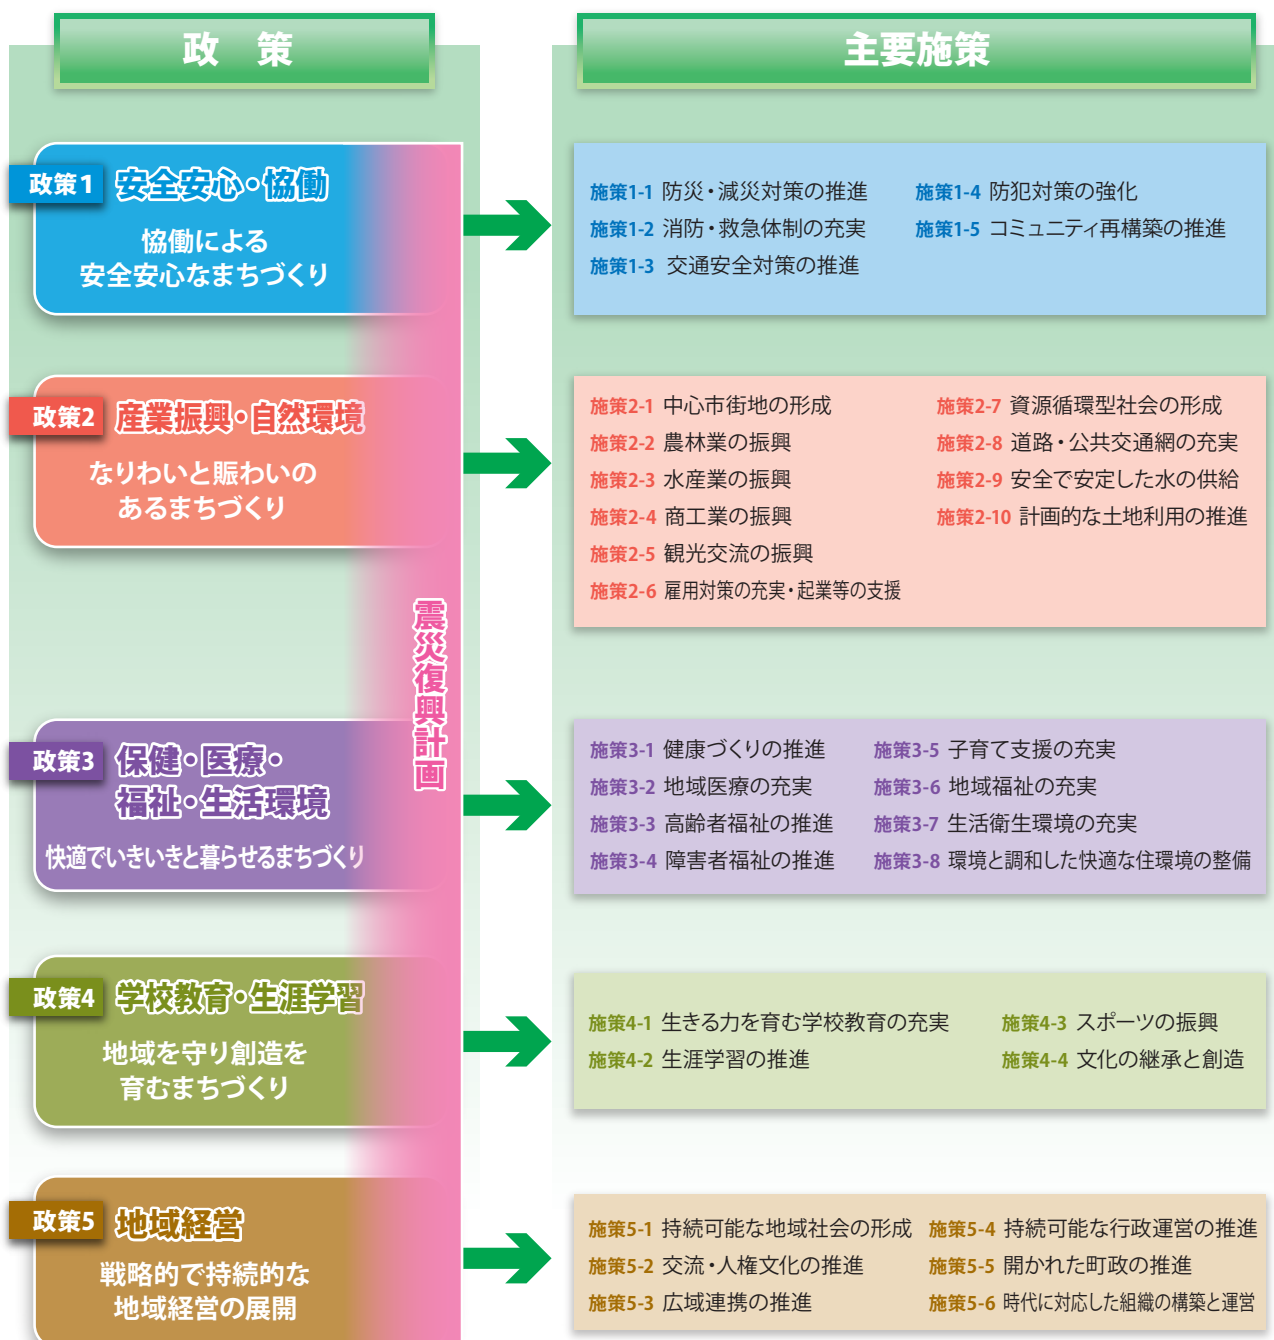 政　策
主要施策
政策1 安全安心・協働
協働による
安全安心なまちづくり
施策1-1 防災・減災対策の推進
施策1-2 消防・救急体制の充実
施策1-3 交通安全対策の推進
施策1-4 防犯対策の強化
施策1-5 コミュニティ再構築の推進
政策2 産業振興・自然環境
なりわいと賑わいの
あるまちづくり
施策2-1 中心市街地の形成
施策2-2 農林業の振興
施策2-3 水産業の振興
施策2-4 商工業の振興
施策2-5 観光交流の振興
施策2-6 雇用対策の充実・起業等の支援
施策2-7 資源循環型社会の形成
施策2-8 道路・公共交通網の充実
施策2-9 安全で安定した水の供給
施策2-10 計画的な土地利用の推進
震災復興計画
政策3 保健・医療・
福祉・生活環境
快適でいきいきと暮らせるまちづくり
施策3-1 健康づくりの推進
施策3-2 地域医療の充実
施策3-3 高齢者福祉の推進
施策3-4 障害者福祉の推進
施策3-5 子育て支援の充実
施策3-6 地域福祉の充実
施策3-7 生活衛生環境の充実
施策3-8 環境と調和した快適な住環境の整備
政策4 学校教育・生涯学習
地域を守り創造を
育むまちづくり
施策4-1 生きる力を育む学校教育の充実
施策4-2 生涯学習の推進
施策4-3 スポーツの振興
施策4-4 文化の継承と創造
政策5 地域経営
戦略的で持続的な
地域経営の展開
施策5-1 持続可能な地域社会の形成
施策5-2 交流・人権文化の推進
施策5-3 広域連携の推進
施策5-4 持続可能な行政運営の推進
施策5-5 開かれた町政の推進
施策5-6 時代に対応した組織の構築と運営